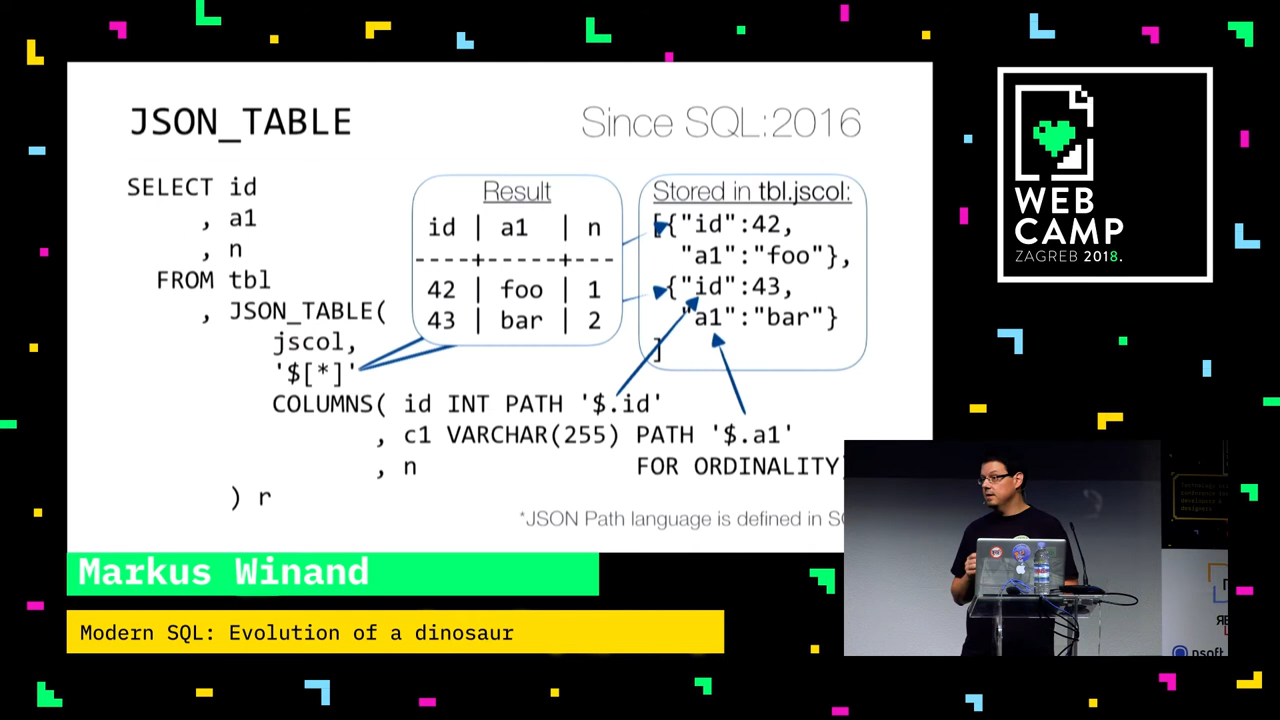 JSON_TABLE
Since SQL:2016
SELECT id
, a1
, n
FROM tbl
, JSON_TABLE(
jscol,
'$[*]'
COLUMNS( id INT PATH '$.id'
, c1 VARCHAR(255) PATH '$.a1'
, n FOR ORDINALITY
) r
Result
id | a1 | n
----+-----+---
42 | foo | 1
43 | bar | 2
Stored in tbl.jscol:
[{"id":42,
"a1":"foo"},
{"id":43,
"a1":"bar"}
]
*JSON Path language is defined in
WEB
CAMP
ZAGREB 2018.
Markus Winand
Modern SQL: Evolution of a dinosaur
nsoft